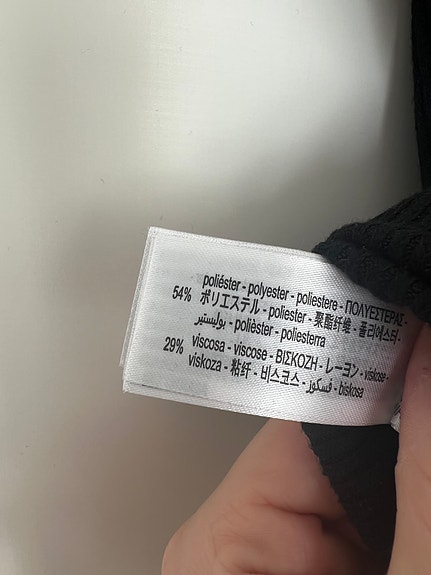 54% poliéster - polyester - poliestere - ΠΟΛΥΕΣΤΕΡΑΣ -
ポリエステル - poliester - 聚酯纤维 - 폴리에스터 -
بوليستير - polièster - poliesterra
29% viscosa - viscose - ΒΙΣΚΟΖΗ - レーヨン - viskose -
viskoza - 粘纤 - 비스코스 - فسكوز - biskosa